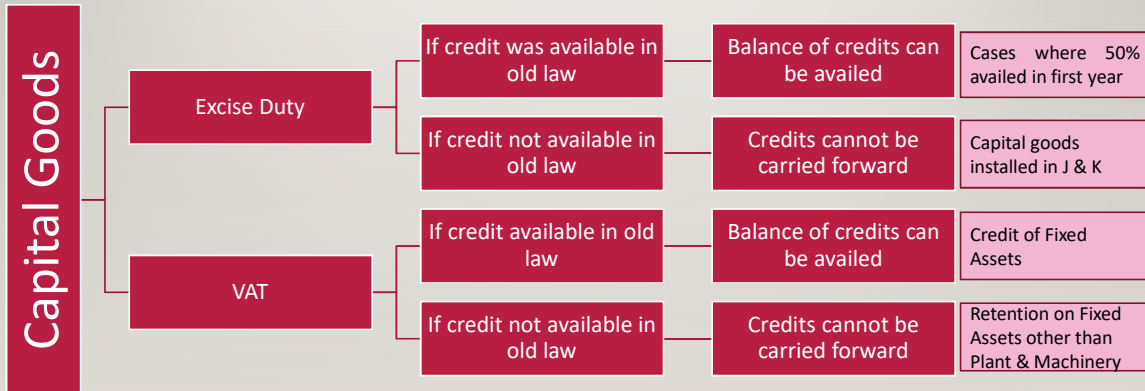 Capital Goods
Excise Duty
If credit was available in
old law
Balance of credits can
be availed
Cases where 50%
availed in first year
If credit not available in
old law
Credits cannot be
carried forward
Capital goods
installed in J & K
VAT
If credit available in old
law
Balance of credits can
be availed
Credit of Fixed
Assets
If credit not available in
old law
Credits cannot be
carried forward
Retention on Fixed
Assets other than
Plant & Machinery